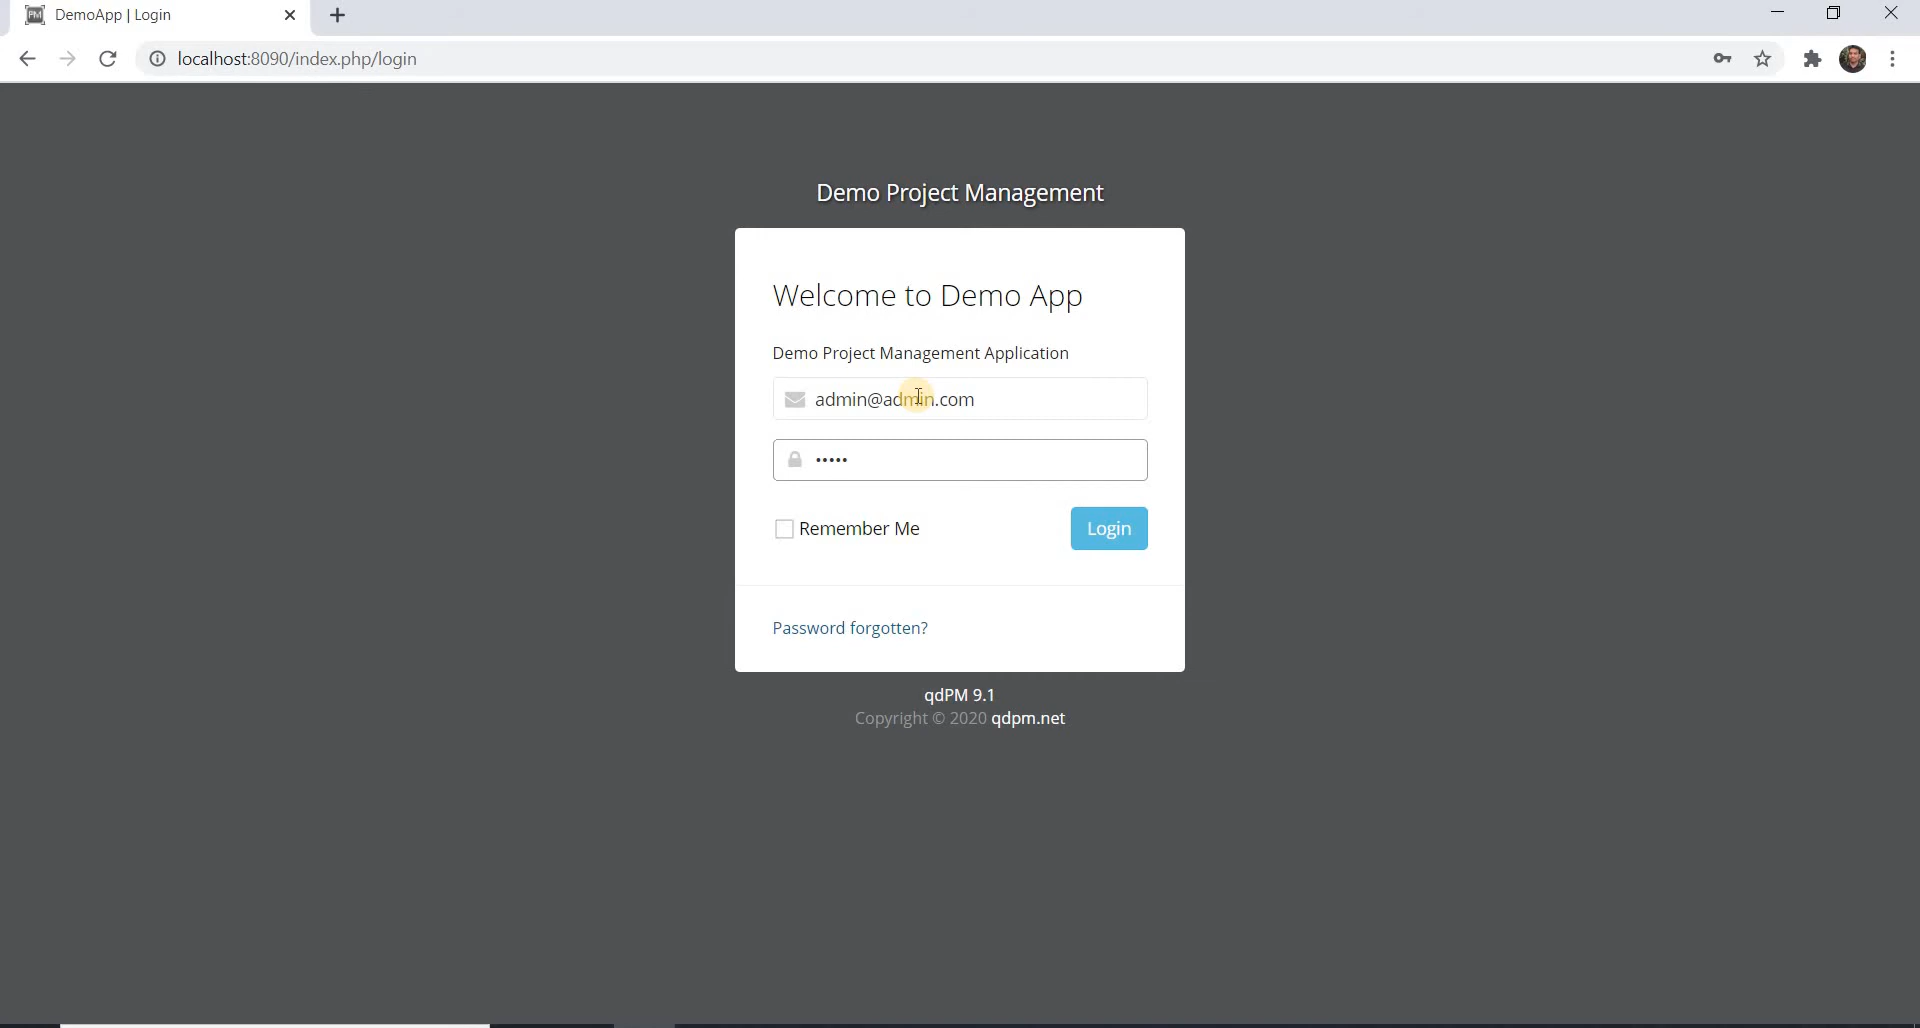 DemoApp | Login
localhost:8090/index.php/login
Demo Project Management
Welcome to Demo App
Demo Project Management Application
admin@admin.com
•••••
Remember Me
Login
Password forgotten?
qdPM 9.1
Copyright © 2020 qdpm.net